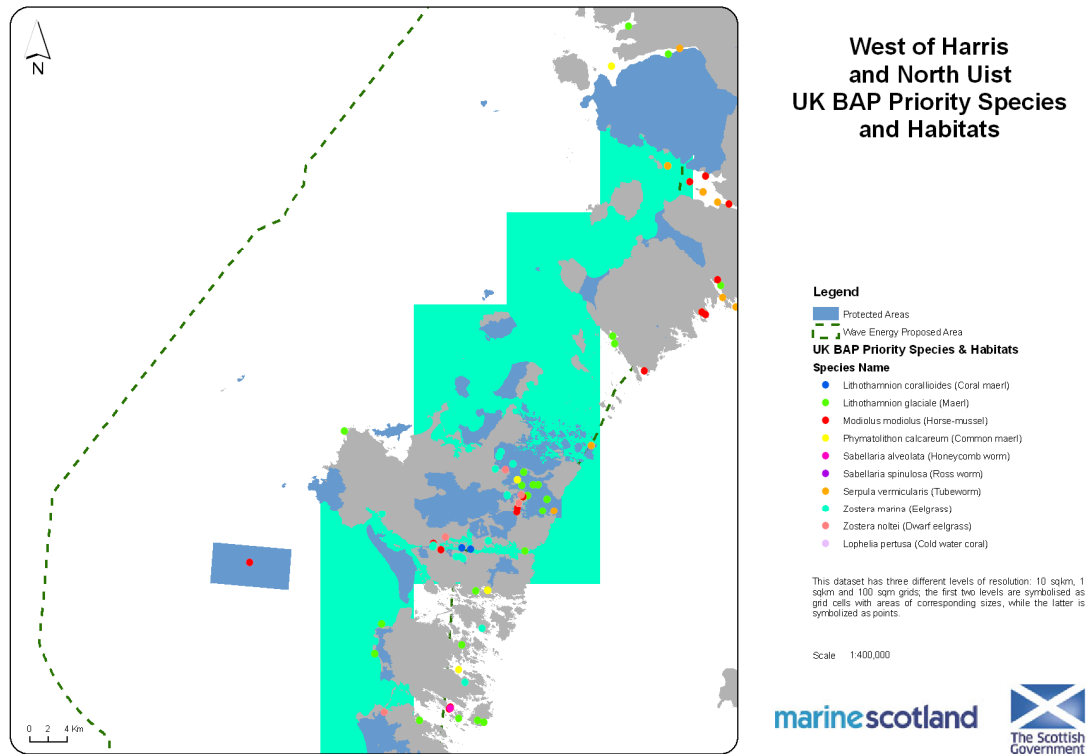 N
West of Harris
and North Uist
UK BAP Priority Species
and Habitats
Legend
Protected Areas
Wave Energy Proposed Area
UK BAP Priority Species & Habitats
Species Name
Lithothamnion corallioides (Coral maerl)
Lithothamnion glaciale (Maerl)
Modiolus modiolus (Horse-mussel)
Phymatolithon calcareum (Common maerl)
Sabellaria alveolata (Honeycomb worm)
Sabellaria spinulosa (Ross worm)
Serpula vermicularis (Tubeworm)
Zostera marina (Eelgrass)
Zostera noltei (Dwarf eelgrass)
Lophelia pertusa (Cold water coral)
This dataset has three different levels of resolution: 10 sqkm, 1
sqkm and 100 sqm grids; the first two levels are symbolised as
grid cells with areas of corresponding sizes, while the latter is
symbolized as points.
Scale 1:400,000
0 2 4 Km
marinescotland
The Scottish
Government